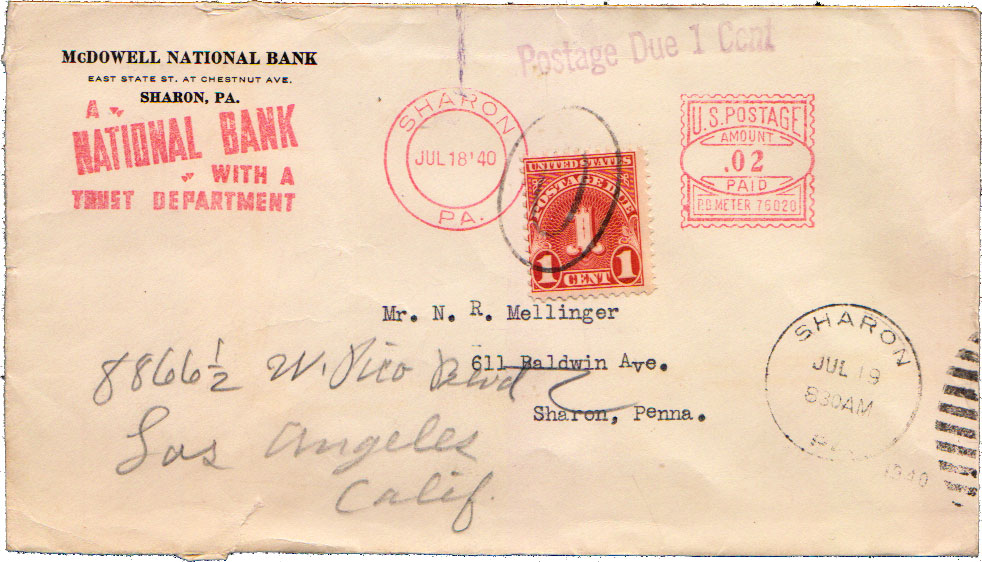 McDOWELL NATIONAL BANK
EAST STATE ST. AT CHESTNUT AVE.
SHARON, PA.
A
NATIONAL BANK
WITH A
TRUST DEPARTMENT
Postage Due 1 Cent
SHARON
JUL 18 '40
PA.
U.S. POSTAGE
AMOUNT
.02
PAID
P.B. METER 75020
UNITED STATES
POSTAGE DUE
1
1 CENT 1
Mr. N. R. Mellinger
611 Baldwin Ave.
Sharon, Penna.
8866½ W. Pico Blvd
Los Angeles
Calif.
SHARON
JUL 19
830AM
PA.
1940